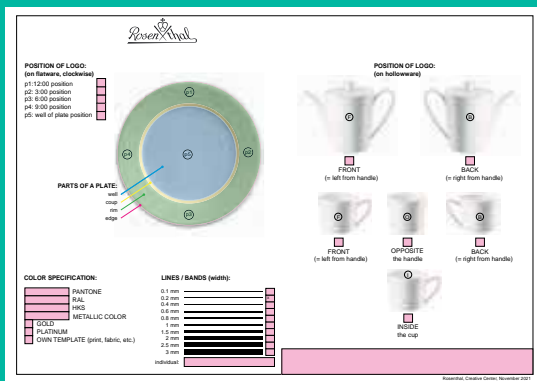 Rosenthal
POSITION OF LOGO:
(on flatware, clockwise)
p1:12:00 position
p2: 3:00 position
p3: 6:00 position
p4: 9:00 position
p5: well of plate position
p1
p4
p5
p2
p3
PARTS OF A PLATE:
well
coup
rim
edge
POSITION OF LOGO:
(on hollowware)
F
B
FRONT
(= left from handle)
BACK
(= right from handle)
F
O
B
FRONT
(= left from handle)
OPPOSITE
the handle
BACK
(= right from handle)
I
INSIDE
the cup
COLOR SPECIFICATION:
PANTONE
RAL
HKS
METALLIC COLOR
GOLD
PLATINUM
OWN TEMPLATE (print, fabric, etc.)
LINES / BANDS (width):
0.1 mm
0.2 mm
0.4 mm
0.6 mm
0.8 mm
1 mm
1.5 mm
2 mm
2.5 mm
3 mm
individual:
Rosenthal, Creative Center, November 2021